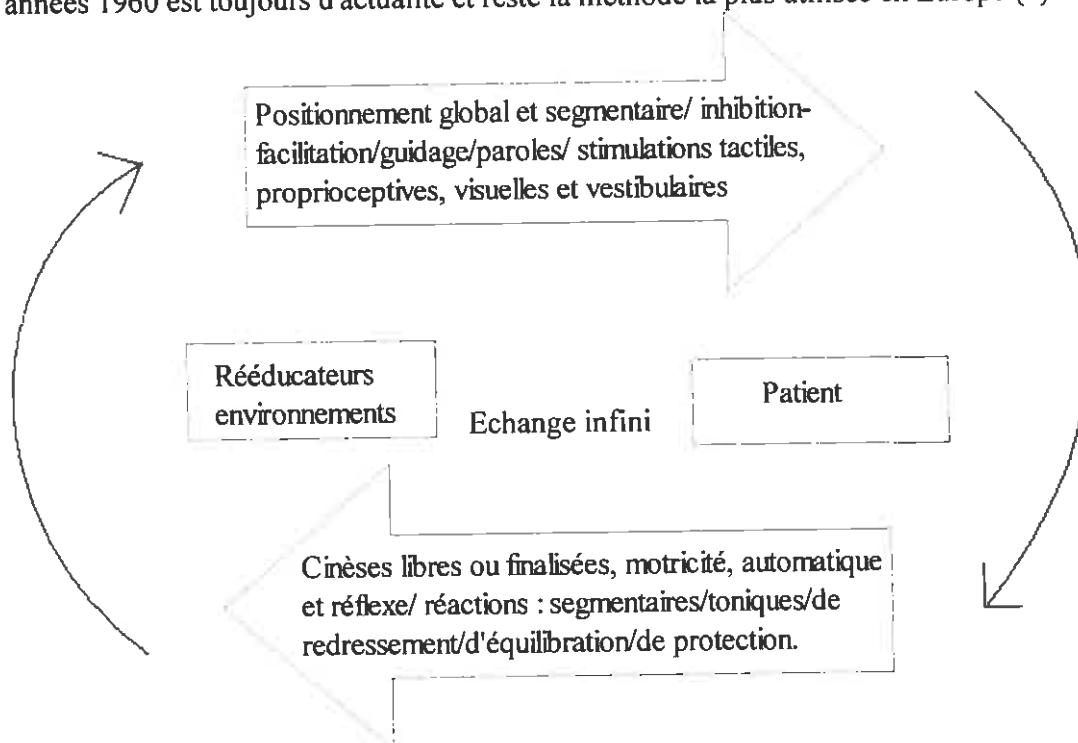 années 1960 est toujours d'actualité et reste la méthode la plus utilisée en Europe
Positionnement global et segmentaire/ inhibition-
facilitation/guidage/paroles/ stimulations tactiles,
proprioceptives, visuelles et vestibulaires
Rééducateurs
environnements
Echange infini
Patient
Cinèses libres ou finalisées, motricité, automatique
et réflexe/ réactions : segmentaires/toniques/de
redressement/d'équilibration/de protection.